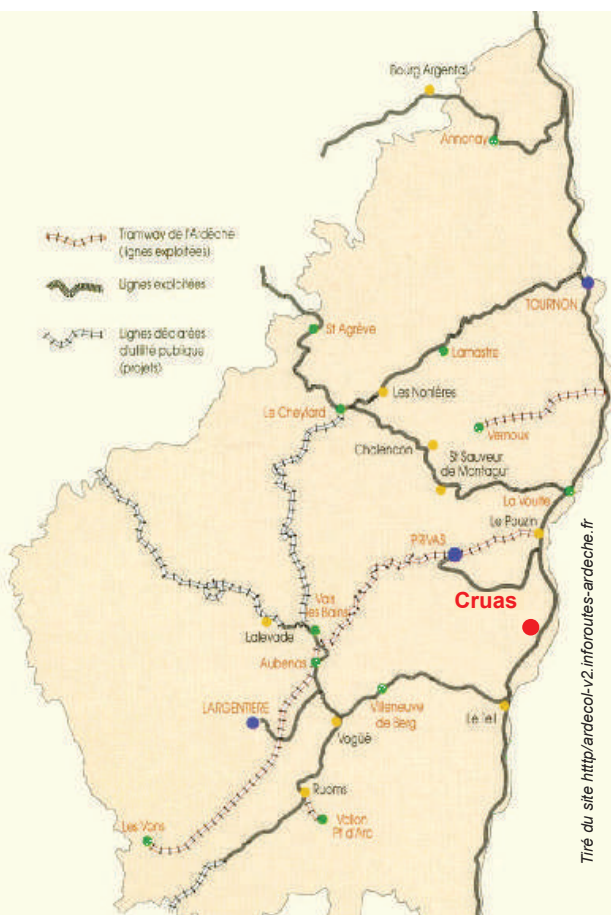 Bourg Argental
Annonay
Tramway de l'Ardèche
(lignes exploitées)
Lignes exploitées
Lignes déclarées
d'utilité publique
(projets)
TOURNON
St Agrève
Lamastre
Les Nonières
Le Cheylard
Vernoux
Chalencon
St Sauveur
de Montagut
La Voulte
Le Pouzin
PRIVAS
Cruas
Vals
les Bains
Lalevade
Aubenas
LARGENTIERE
Villeneuve
de Berg
Le Teil
Vogüé
Ruoms
Vallon
Pt d'Arc
Les Vans
Tiré du site htttp/ardecol-v2.inforoutes-ardeche.fr